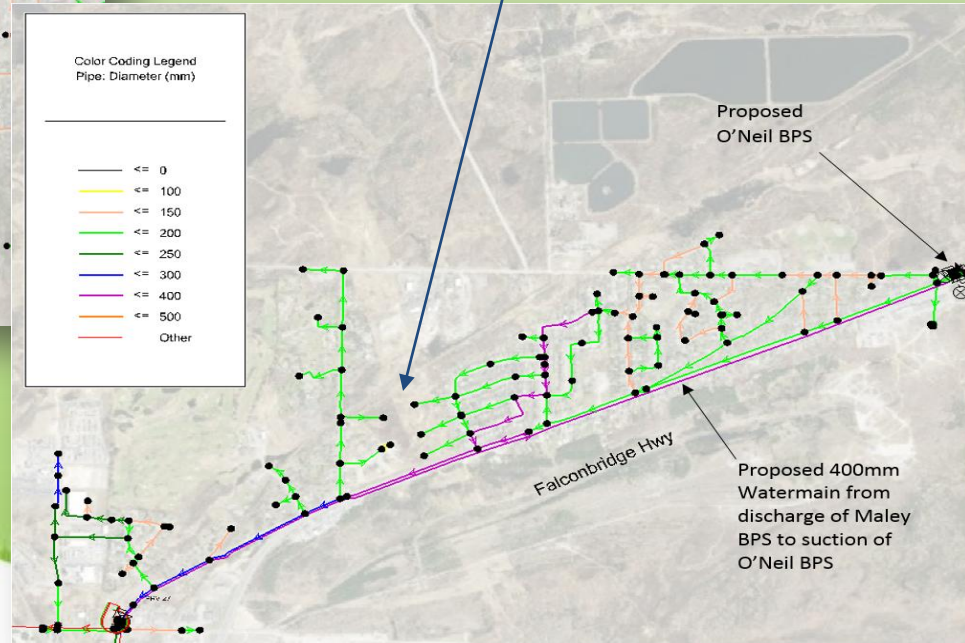 Color Coding Legend
Pipe: Diameter (mm)
<= 0
<= 100
<= 150
<= 200
<= 250
<= 300
<= 400
<= 500
Other
Proposed
O'Neil BPS
Falconbridge Hwy
Proposed 400mm
Watermain from
discharge of Maley
BPS to suction of
O'Neil BPS